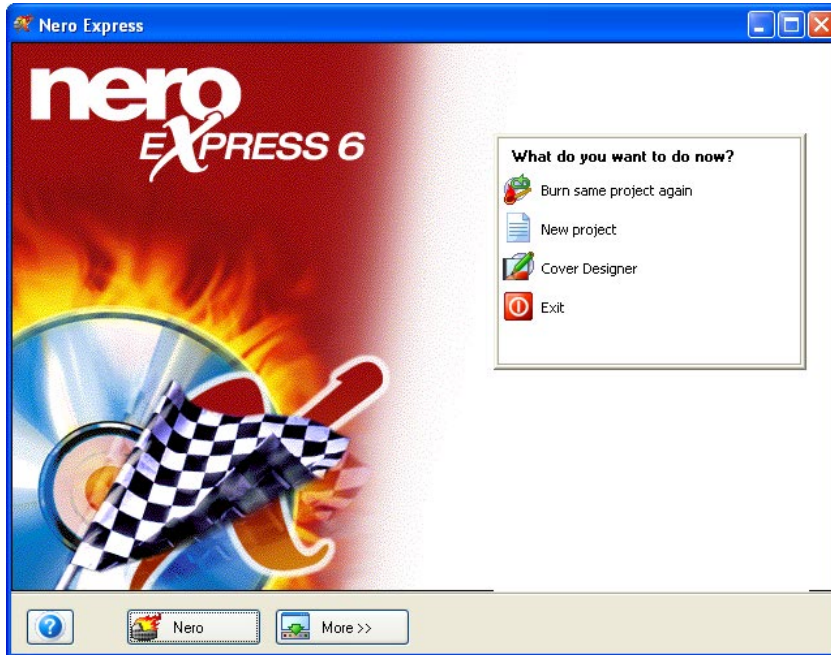 Nero Express
nero
EXPRESS 6
What do you want to do now?
Burn same project again
New project
Cover Designer
Exit
?
Nero
More >>